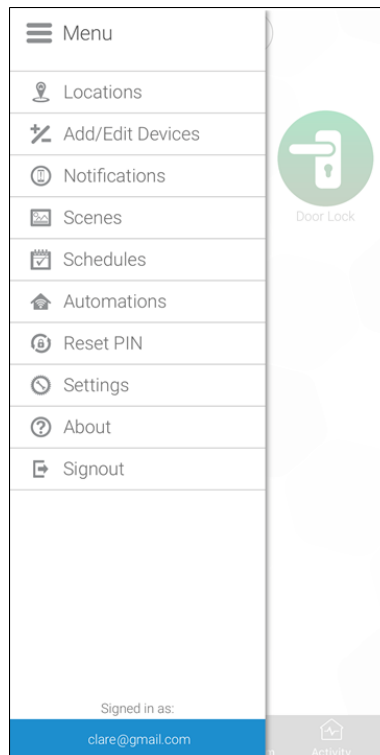 Menu
Locations
Add/Edit Devices
Notifications
Scenes
Schedules
Automations
Reset PIN
Settings
About
Signout
Door Lock
Signed in as:
clare@gmail.com
Activity